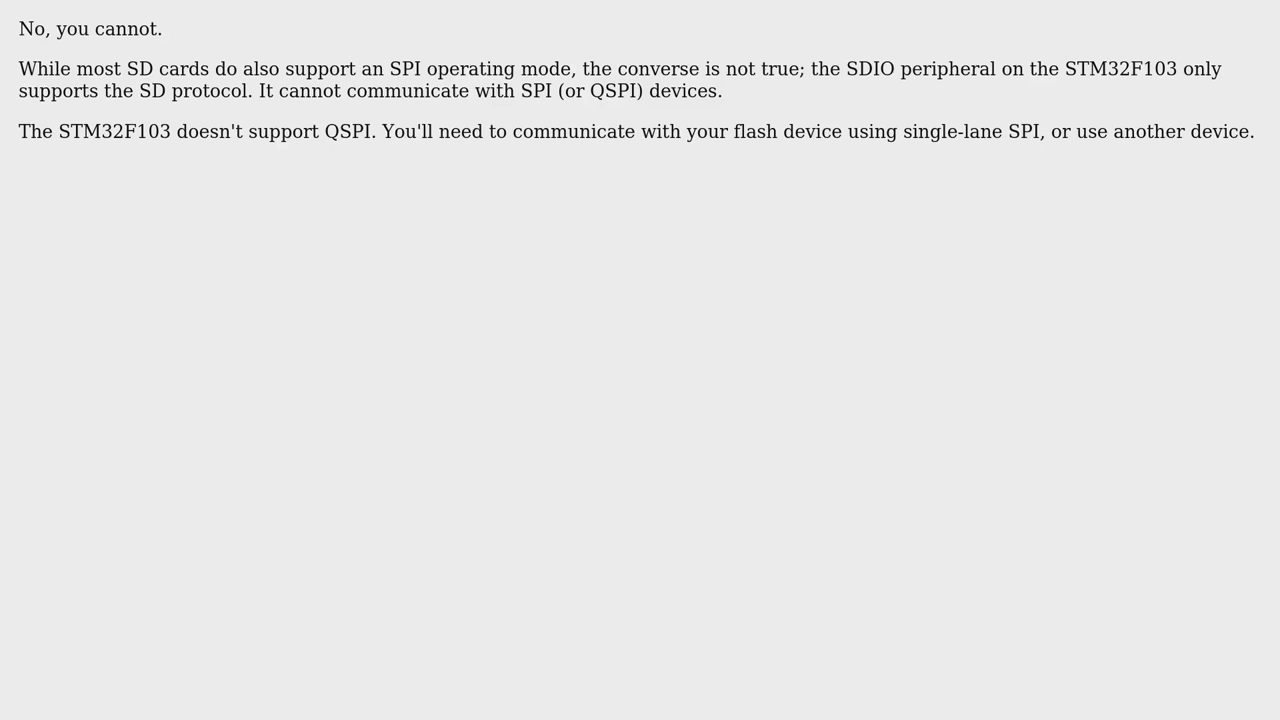 No, you cannot.
While most SD cards do also support an SPI operating mode, the converse is not true; the SDIO peripheral on the STM32F103 only
supports the SD protocol. It cannot communicate with SPI (or QSPI) devices.
The STM32F103 doesn't support QSPI. You'll need to communicate with your flash device using single-lane SPI, or use another device.